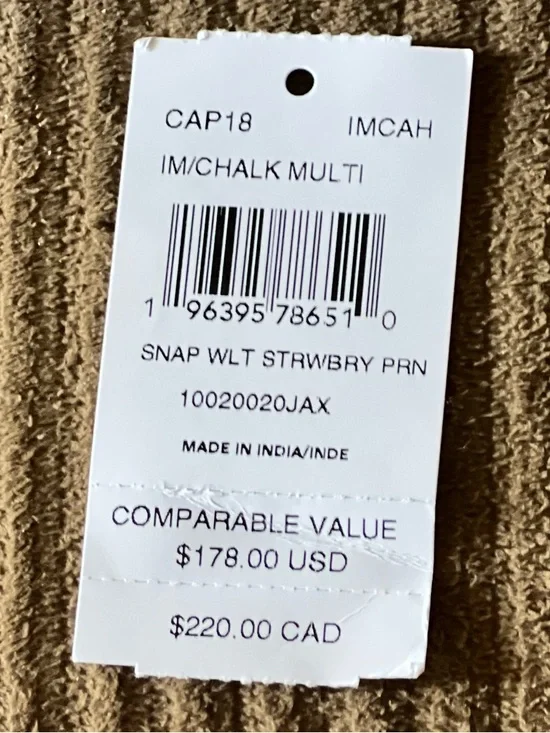 CAP18 IMCAH
IM/CHALK MULTI
1 96395 78651 0
SNAP WLT STRWBRY PRN
10020020JAX
MADE IN INDIA/INDE
COMPARABLE VALUE
$178.00 USD
$220.00 CAD